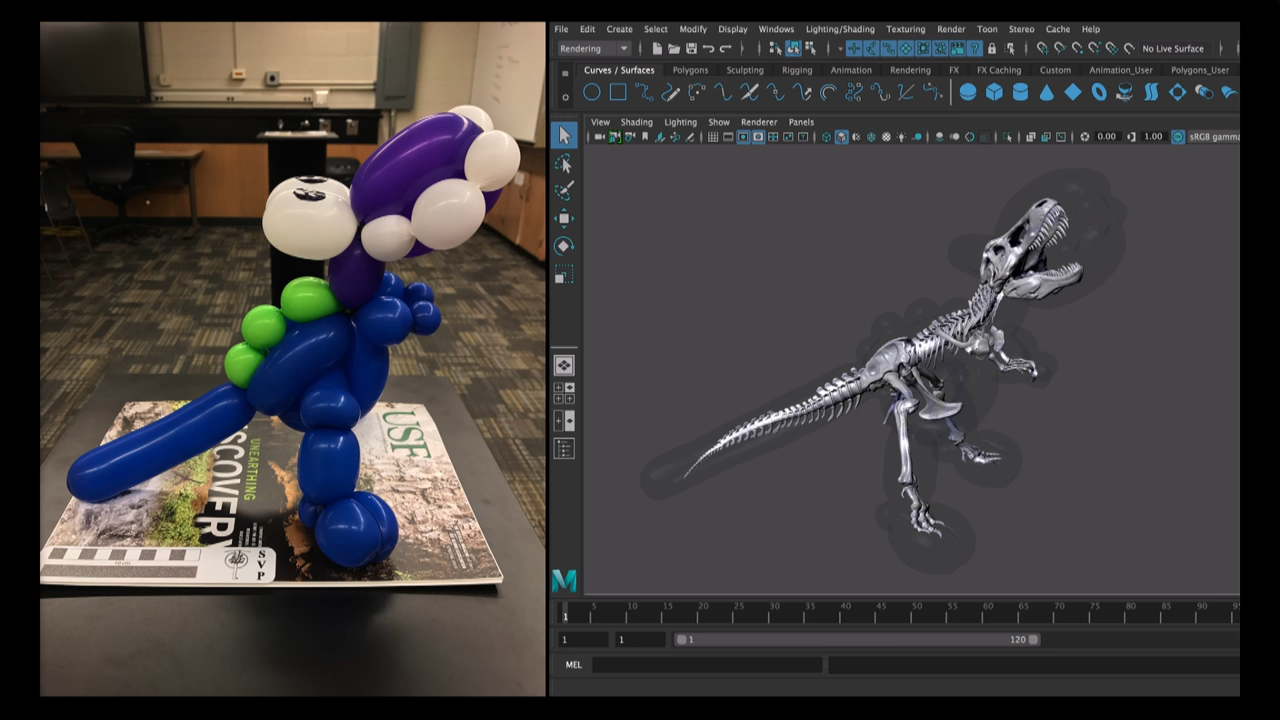 USF
UNEARTHING
DISCOVERY
SVP
File Edit Create Select Modify Display Windows Lighting/Shading Texturing Render Toon Stereo Cache Help
Rendering No Live Surface
Curves / Surfaces Polygons Sculpting Rigging Animation Rendering FX FX Caching Custom Animation_User Polygons_User
View Shading Lighting Show Renderer Panels
0.00 1.00 sRGB gamma
M
1 5 10 15 20 25 30 35 40 45 50 55 60 65 70 75 80 85 90 95
1 1 1 120
MEL